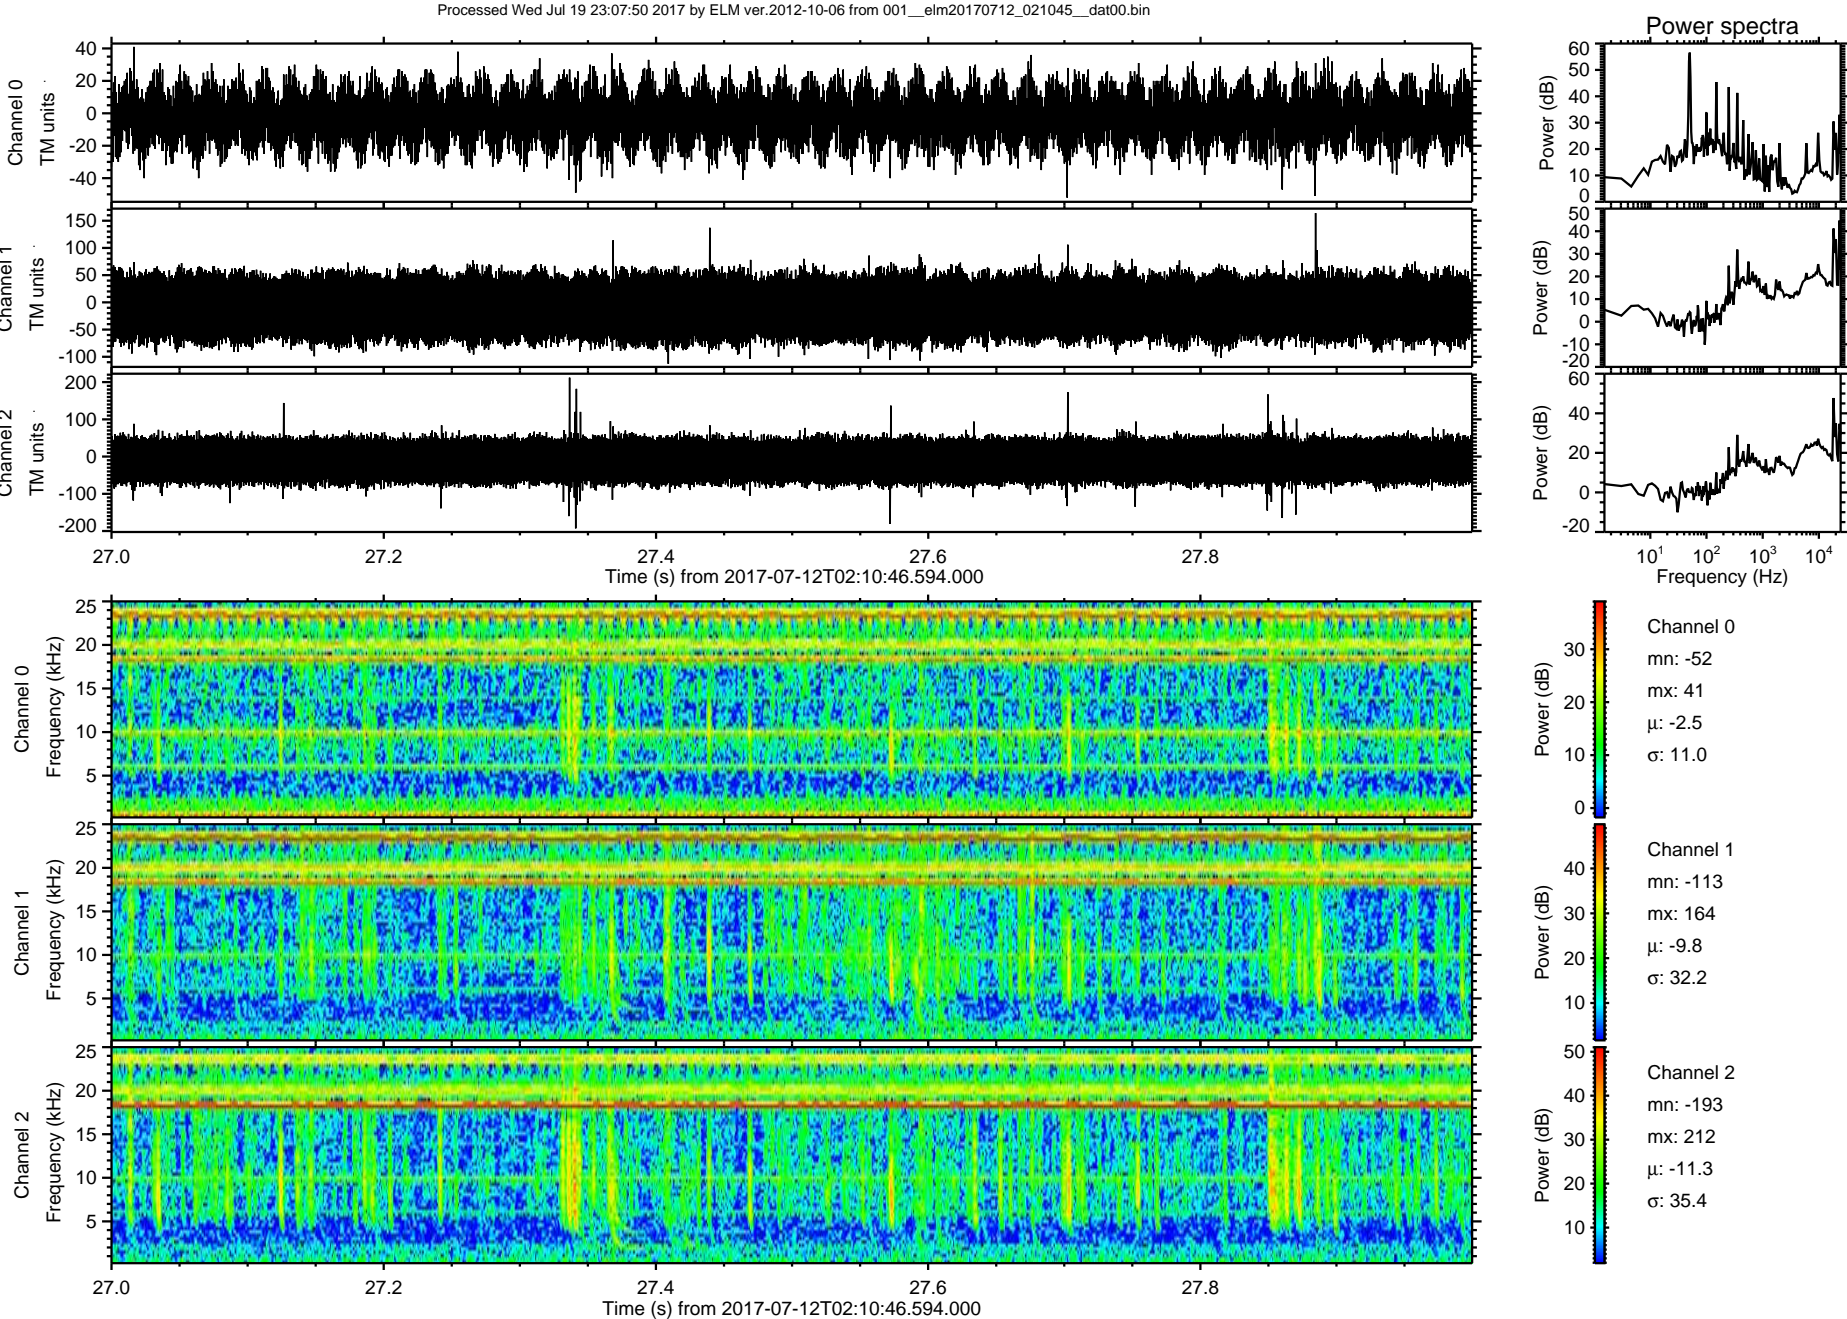 Processed Wed Jul 19 23:07:50 2017 by ELM ver.2012-10-06 from 001__elm20170712_021045__dat00.bin
Power spectra
Channel 0
TM units
40
20
0
-20
-40
Power (dB)
60
50
40
30
20
10
0
Channel 1
TM units
150
100
50
0
-50
-100
Power (dB)
50
40
30
20
10
0
-10
-20
Channel 2
TM units
200
100
0
-100
-200
Power (dB)
60
40
20
0
-20
27.0 27.2 27.4 27.6 27.8
Time (s) from 2017-07-12T02:10:46.594.000
10¹ 10² 10³ 10⁴
Frequency (Hz)
Channel 0
Frequency (kHz)
25
20
15
10
5
Power (dB)
30
20
10
0
Channel 0
mn: -52
mx: 41
μ: -2.5
σ: 11.0
Channel 1
Frequency (kHz)
25
20
15
10
5
Power (dB)
40
30
20
10
Channel 1
mn: -113
mx: 164
μ: -9.8
σ: 32.2
Channel 2
Frequency (kHz)
25
20
15
10
5
Power (dB)
50
40
30
20
10
Channel 2
mn: -193
mx: 212
μ: -11.3
σ: 35.4
27.0 27.2 27.4 27.6 27.8
Time (s) from 2017-07-12T02:10:46.594.000